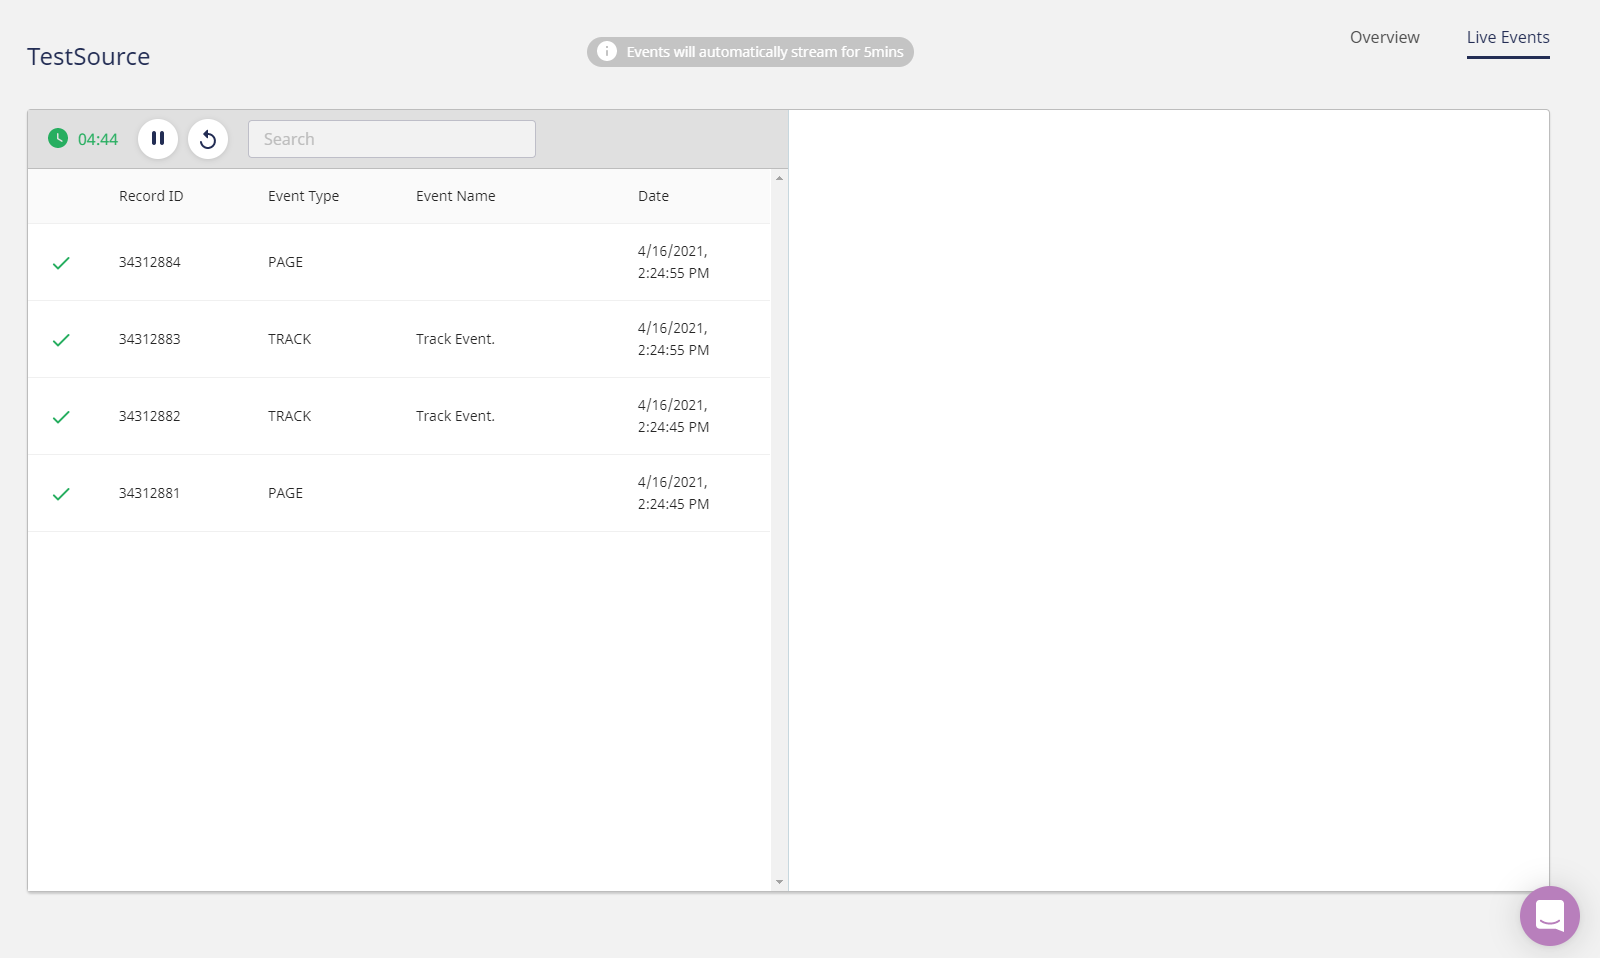 TestSource
Events will automatically stream for 5mins
Overview
Live Events
04:44
Search
Record ID Event Type Event Name Date
34312884 PAGE 4/16/2021,
2:24:55 PM
34312883 TRACK Track Event. 4/16/2021,
2:24:55 PM
34312882 TRACK Track Event. 4/16/2021,
2:24:45 PM
34312881 PAGE 4/16/2021,
2:24:45 PM